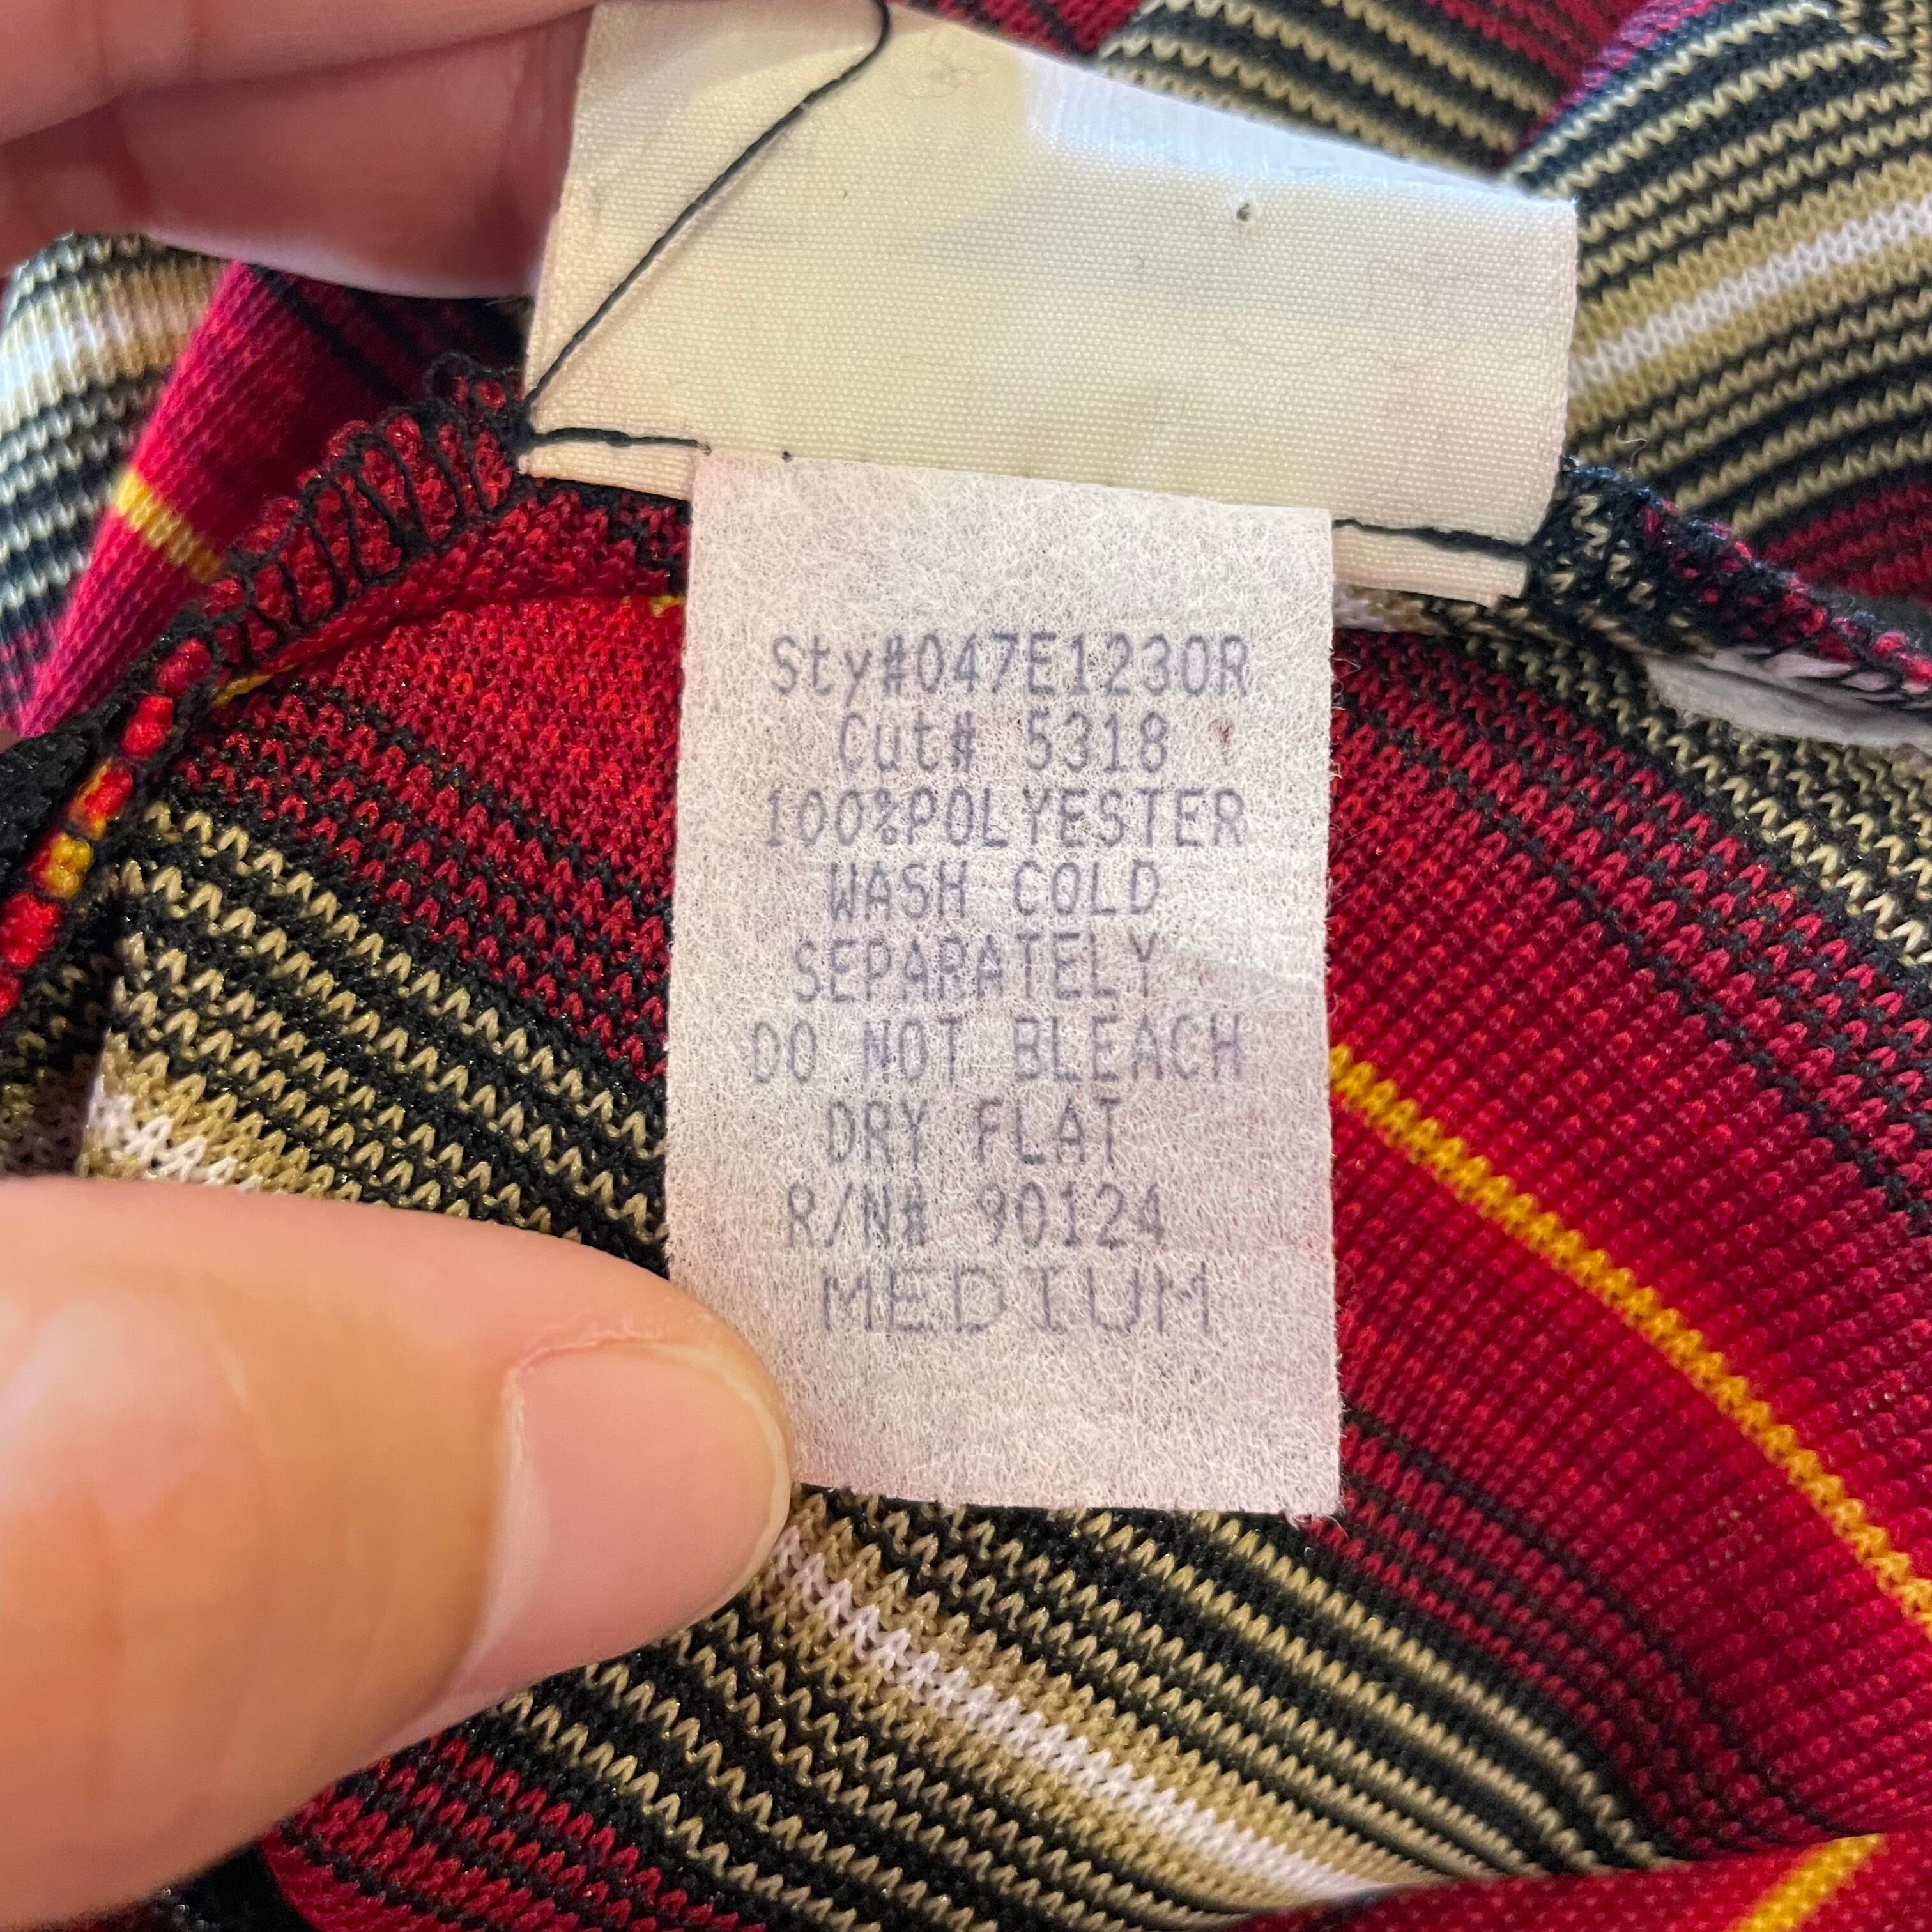 Sty#047E1230R
Cut# 5318
100%POLYESTER
WASH COLD
SEPARATELY
DO NOT BLEACH
DRY FLAT
R/N# 90124
MEDIUM